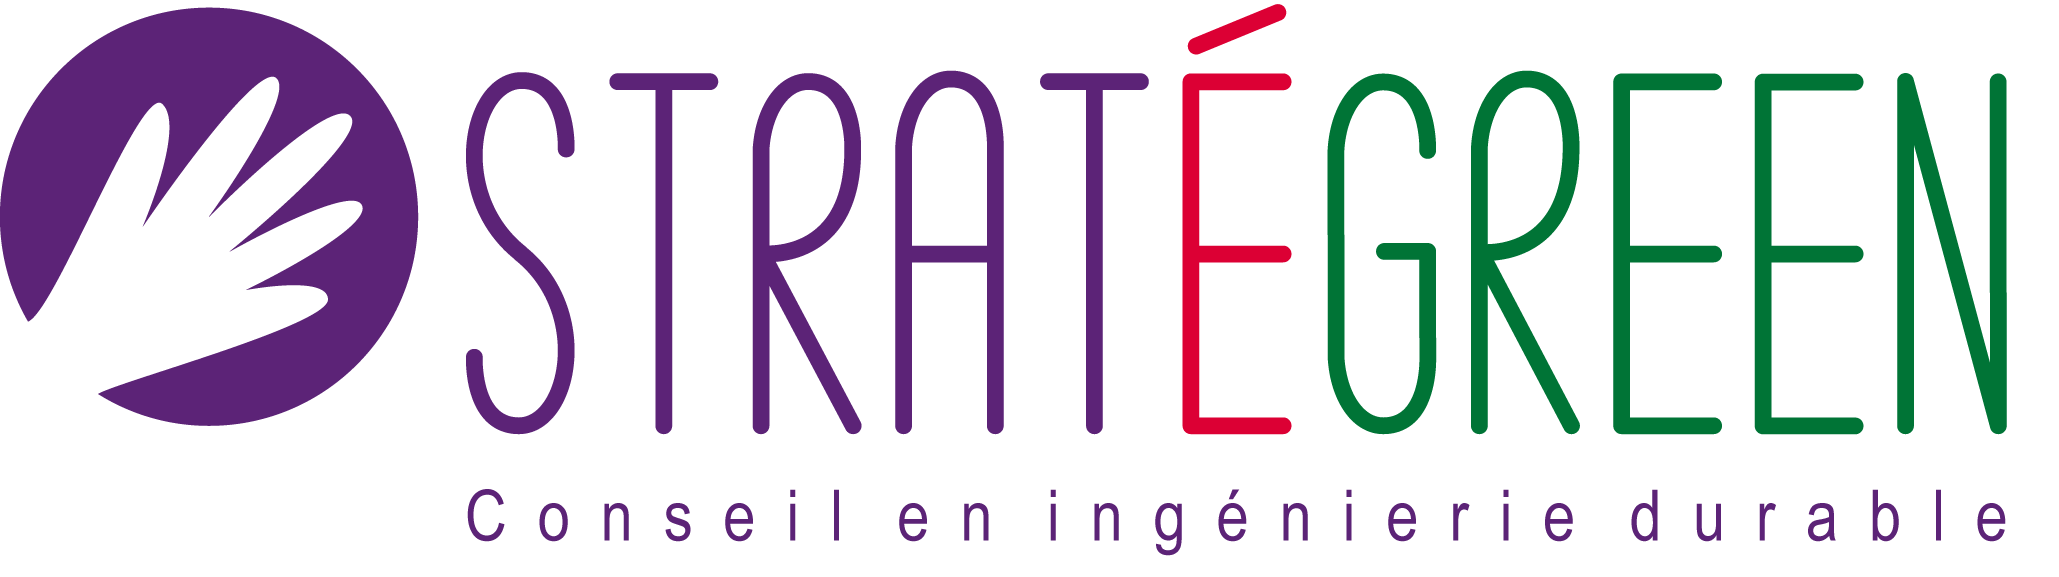 STRATÉGREEN
Conseil en ingénierie durable